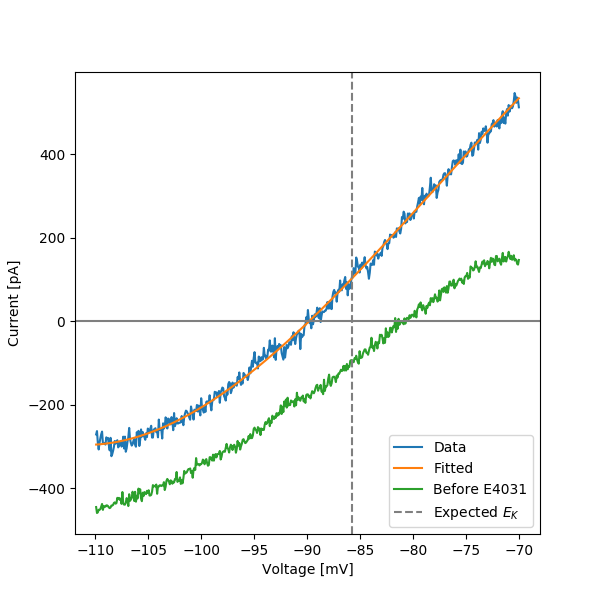 400
200
0
−200
−400
Current [pA]
−110
−105
−100
−95
−90
−85
−80
−75
−70
Voltage [mV]
Data
Fitted
Before E4031
Expected E_K